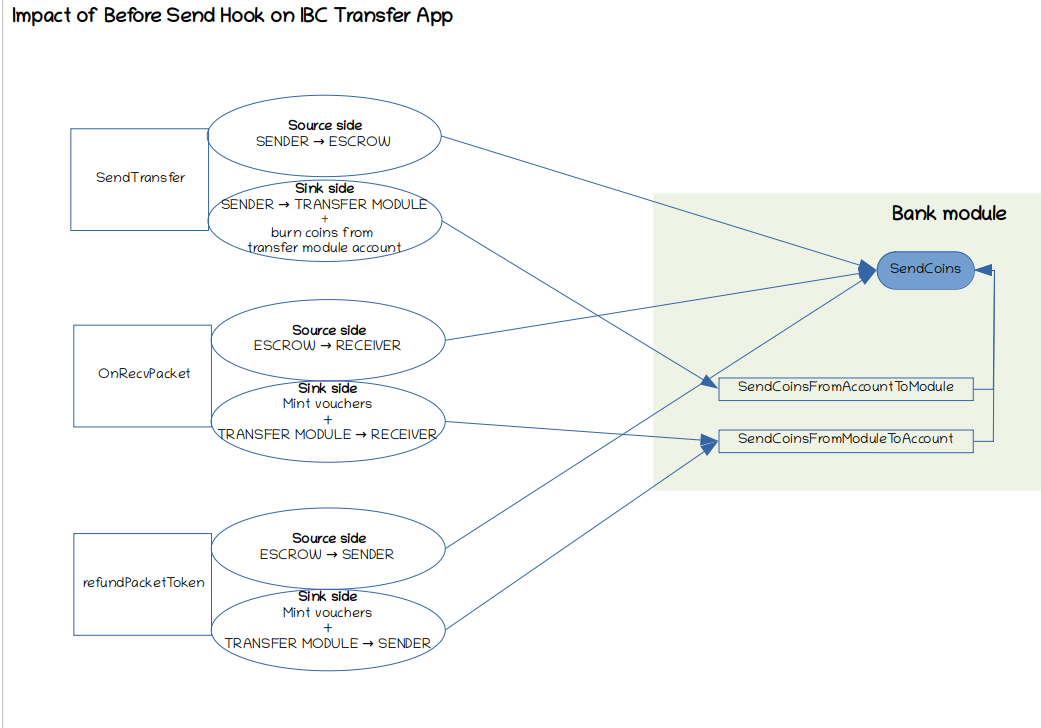 Impact of Before Send Hook on IBC Transfer App
Source side
SENDER → ESCROW
SendTransfer
Sink side
SENDER → TRANSFER MODULE
+
burn coins from
transfer module account
Bank module
SendCoins
Source side
ESCROW → RECEIVER
OnRecvPacket
Sink side
Mint vouchers
+
TRANSFER MODULE → RECEIVER
SendCoinsFromAccountToModule
SendCoinsFromModuleToAccount
Source side
ESCROW → SENDER
refundPacketToken
Sink side
Mint vouchers
+
TRANSFER MODULE → SENDER